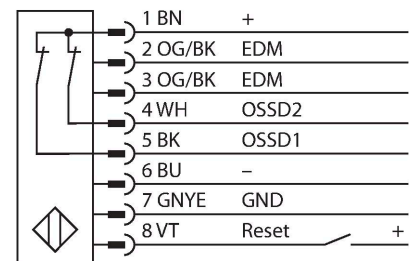 1 BN +
2 OG/BK EDM
3 OG/BK EDM
4 WH OSSD2
5 BK OSSD1
6 BU –
7 GNYE GND
8 VT Reset +